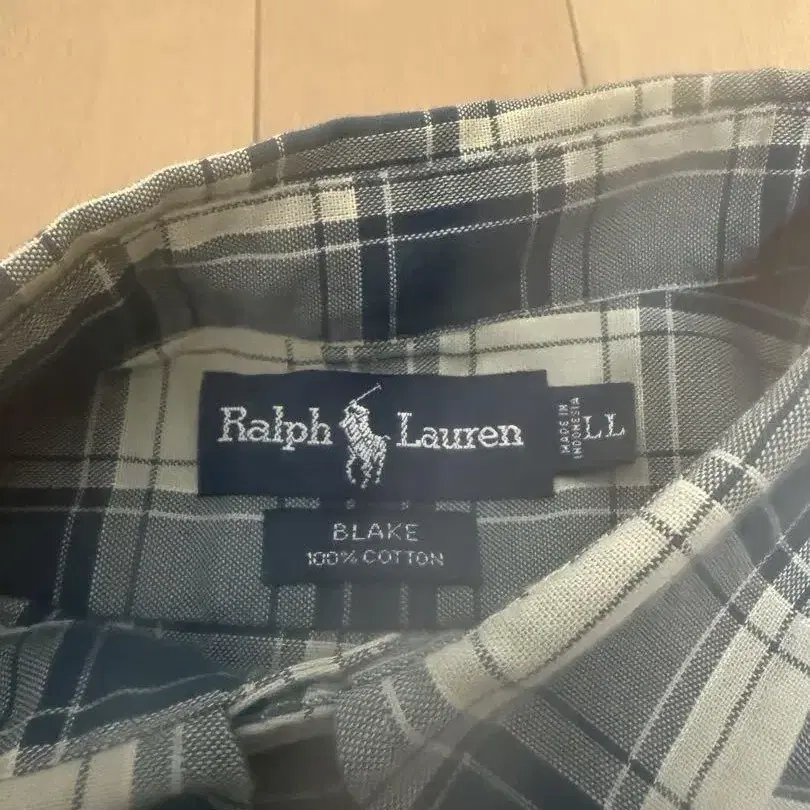 Ralph Lauren
MADE IN
INDONESIA
LL
BLAKE
100% COTTON